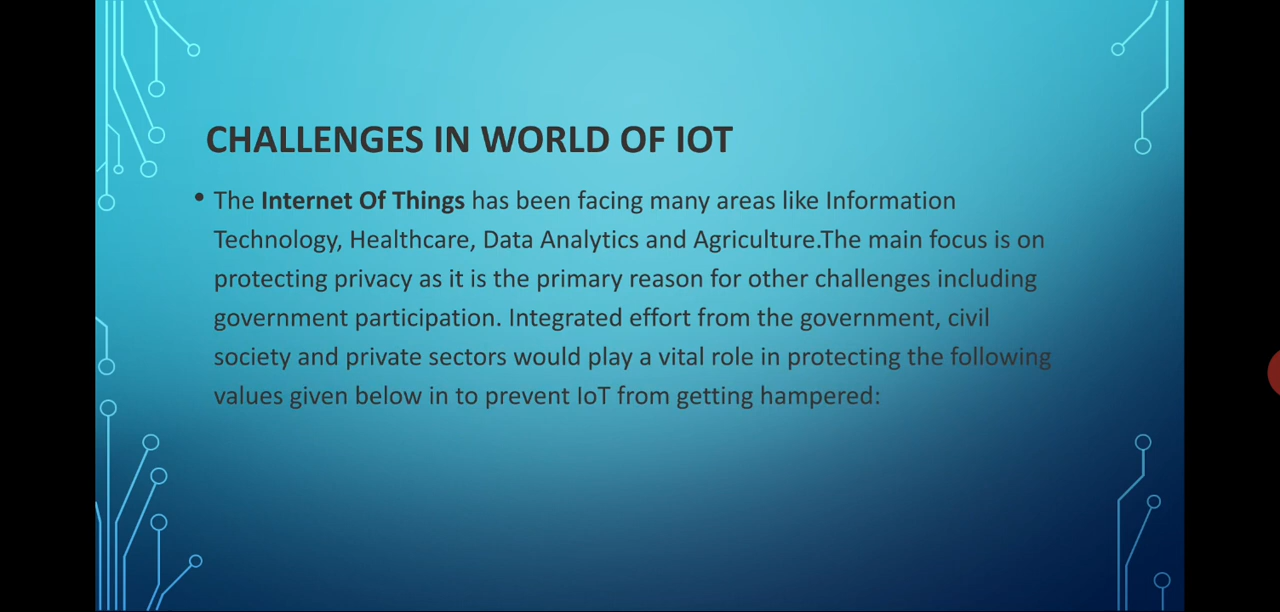 CHALLENGES IN WORLD OF IOT
• The Internet Of Things has been facing many areas like Information
Technology, Healthcare, Data Analytics and Agriculture.The main focus is on
protecting privacy as it is the primary reason for other challenges including
government participation. Integrated effort from the government, civil
society and private sectors would play a vital role in protecting the following
values given below in to prevent IoT from getting hampered: